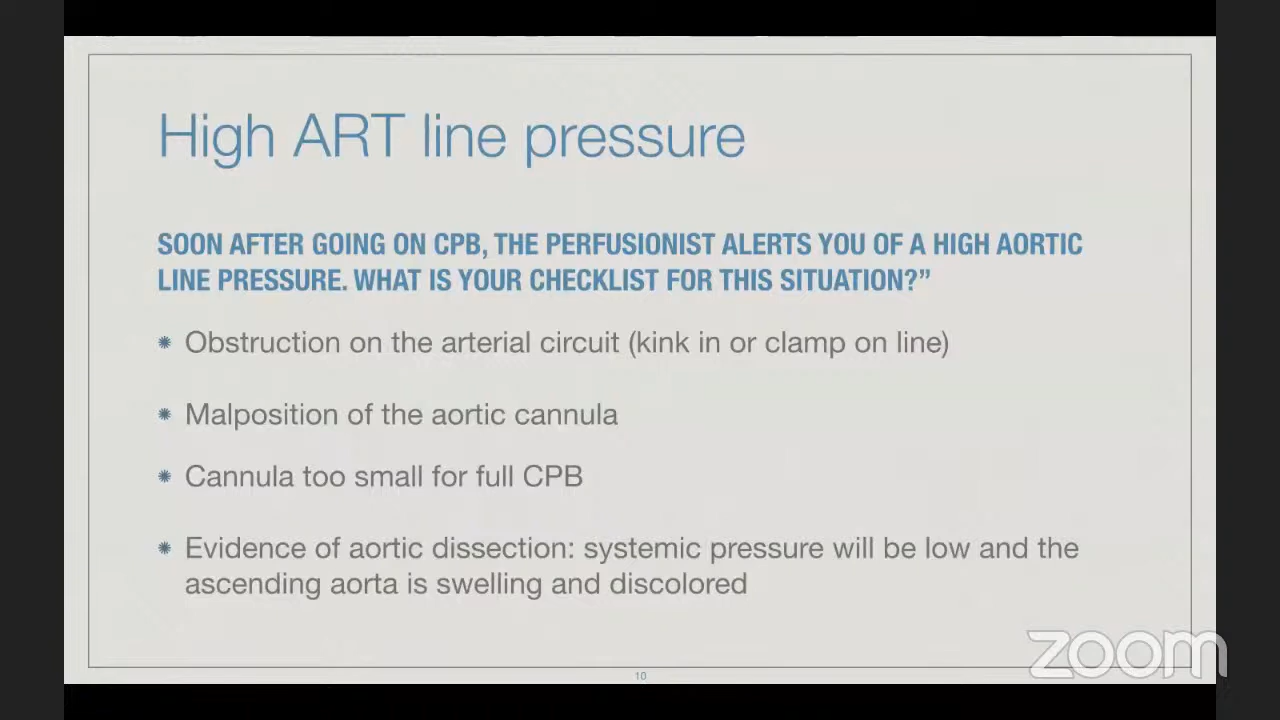 High ART line pressure
SOON AFTER GOING ON CPB, THE PERFUSIONIST ALERTS YOU OF A HIGH AORTIC
LINE PRESSURE. WHAT IS YOUR CHECKLIST FOR THIS SITUATION?”
Obstruction on the arterial circuit (kink in or clamp on line)
Malposition of the aortic cannula
Cannula too small for full CPB
Evidence of aortic dissection: systemic pressure will be low and the
ascending aorta is swelling and discolored
zoom
10